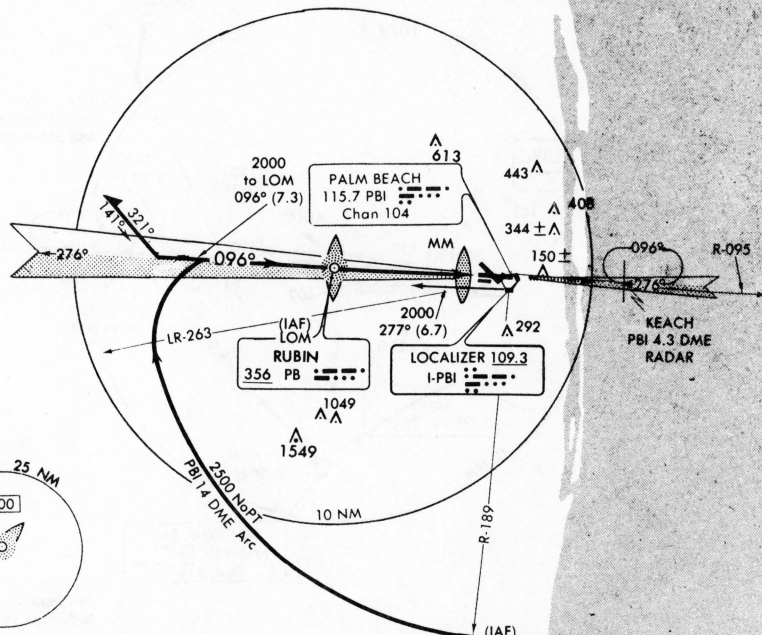 613
443
408
344 ±
150 ±
2000
to LOM
096° (7.3)
PALM BEACH
115.7 PBI
Chan 104
MM
321°
141°
276°
096°
096°
276°
R-095
KEACH
PBI 4.3 DME
RADAR
2000
277° (6.7)
292
LR-263
(IAF)
LOM
RUBIN
356 PB
LOCALIZER 109.3
I-PBI
1049
1549
2500 NoPT
PBI 14 DME Arc
10 NM
R-189
25 NM
(IAF)